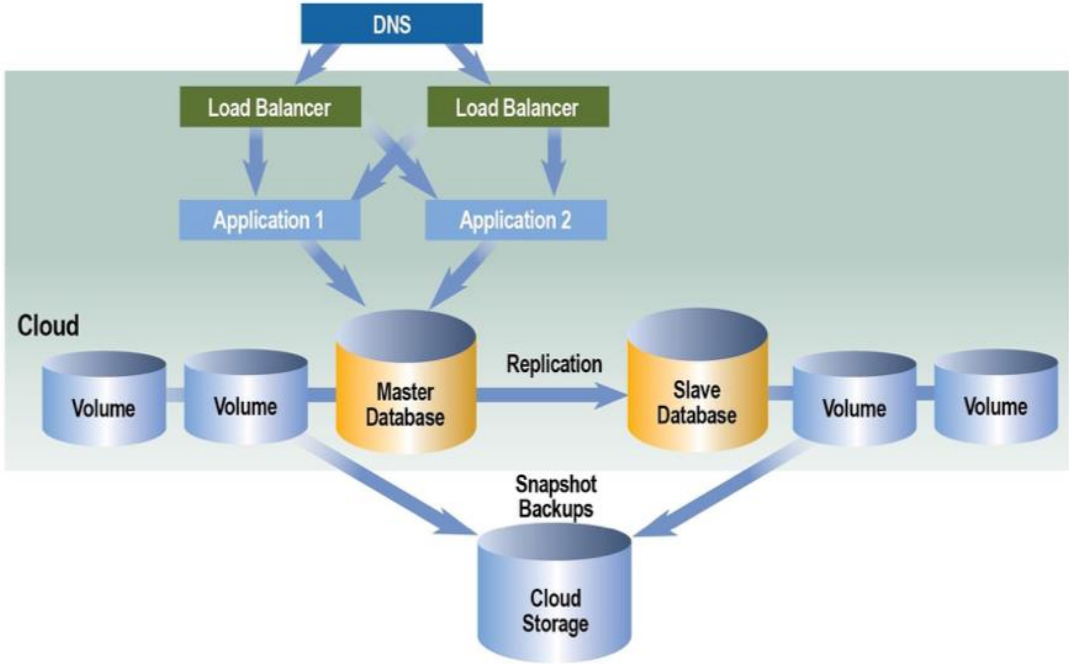 DNS
Load Balancer
Load Balancer
Application 1
Application 2
Cloud
Volume
Volume
Master
Database
Replication
Slave
Database
Volume
Volume
Snapshot
Backups
Cloud
Storage